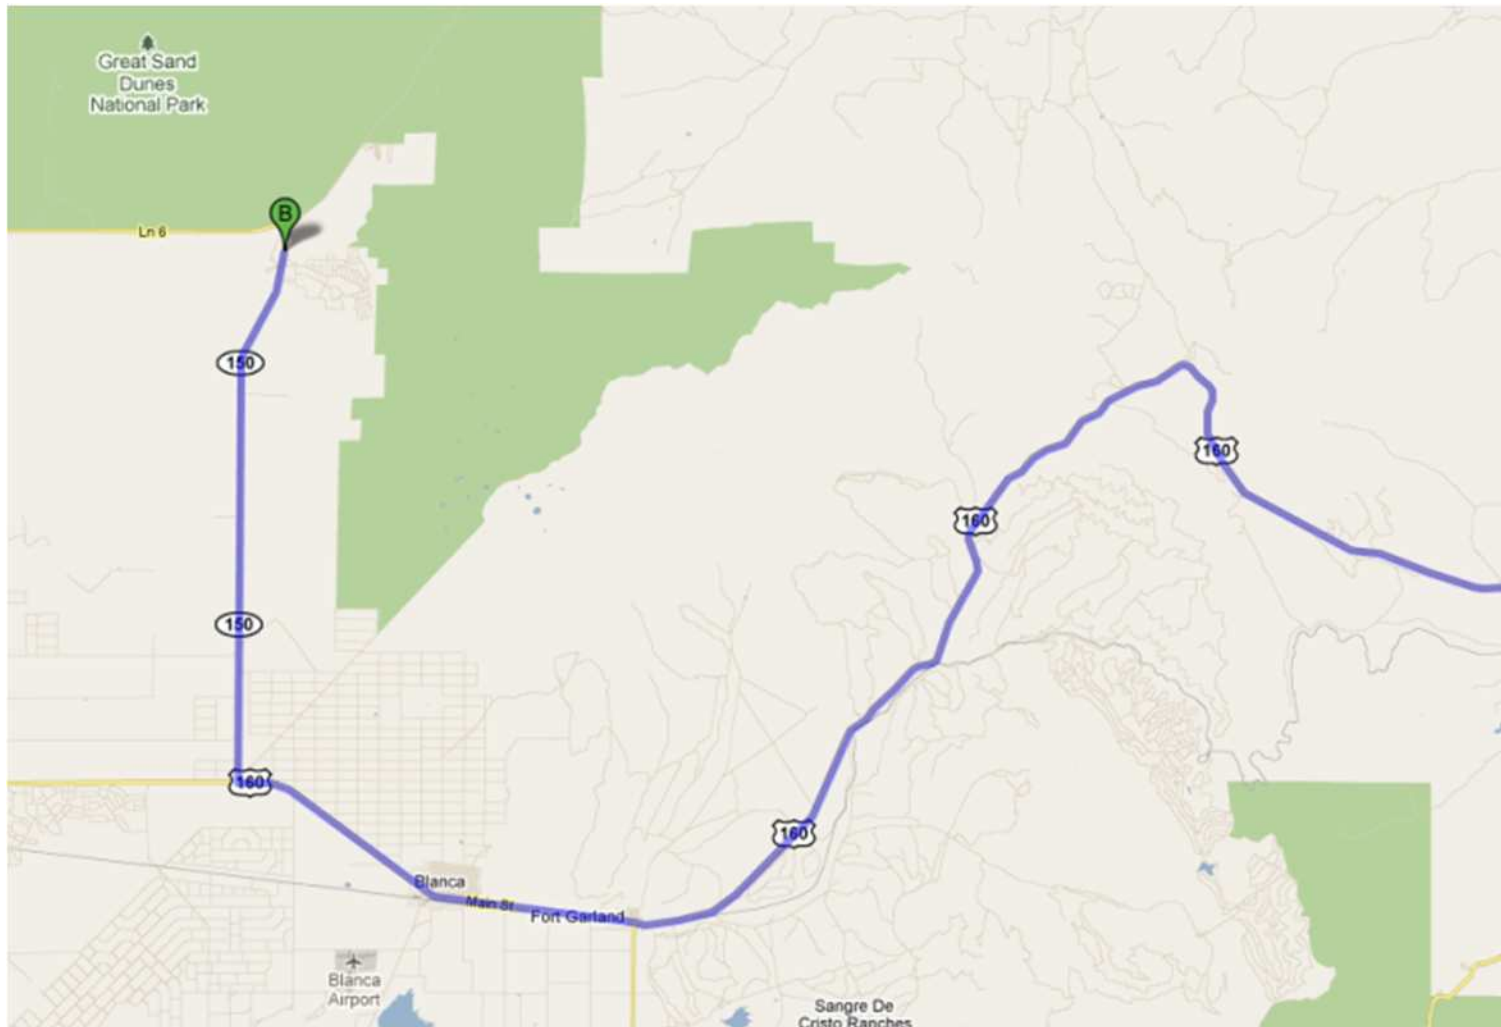 Great Sand
Dunes
National Park
B
Ln 6
150
160
160
150
160
160
Blanca
Main St
Fort Garland
Blanca
Airport
Sangre De
Cristo Ranches